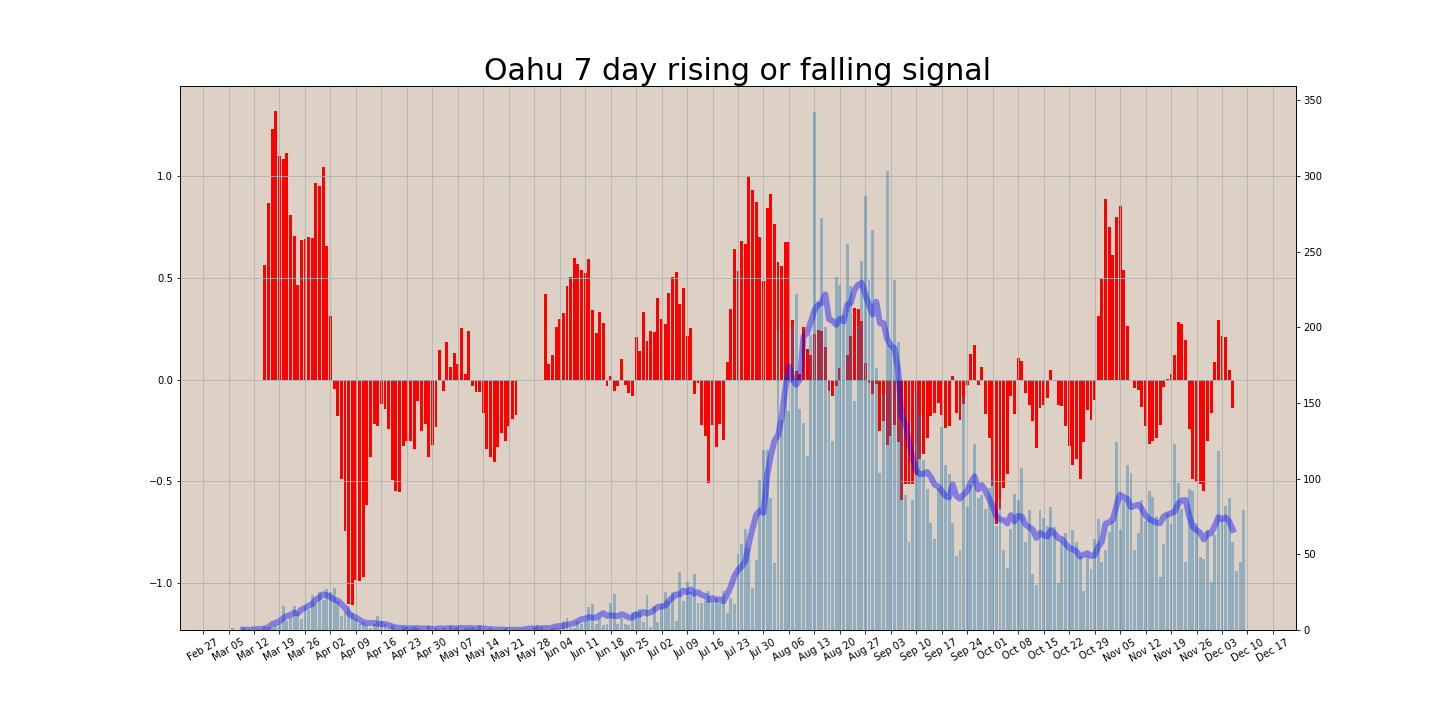 Oahu 7 day rising or falling signal
1.0
0.5
0.0
−0.5
−1.0
350
300
250
200
150
100
50
0
Feb 27
Mar 05
Mar 12
Mar 19
Mar 26
Apr 02
Apr 09
Apr 16
Apr 23
Apr 30
May 07
May 14
May 21
May 28
Jun 04
Jun 11
Jun 18
Jun 25
Jul 02
Jul 09
Jul 16
Jul 23
Jul 30
Aug 06
Aug 13
Aug 20
Aug 27
Sep 03
Sep 10
Sep 17
Sep 24
Oct 01
Oct 08
Oct 15
Oct 22
Oct 29
Nov 05
Nov 12
Nov 19
Nov 26
Dec 03
Dec 10
Dec 17